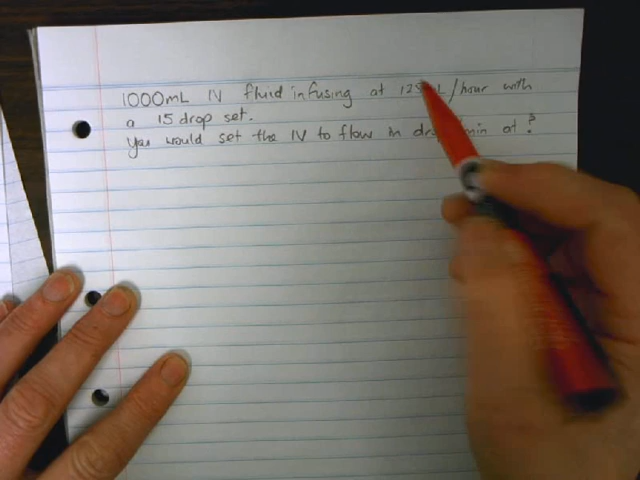 1000mL IV fluid infusing at /hour with
a 15 drop set.
You would set the IV to flow in at ?